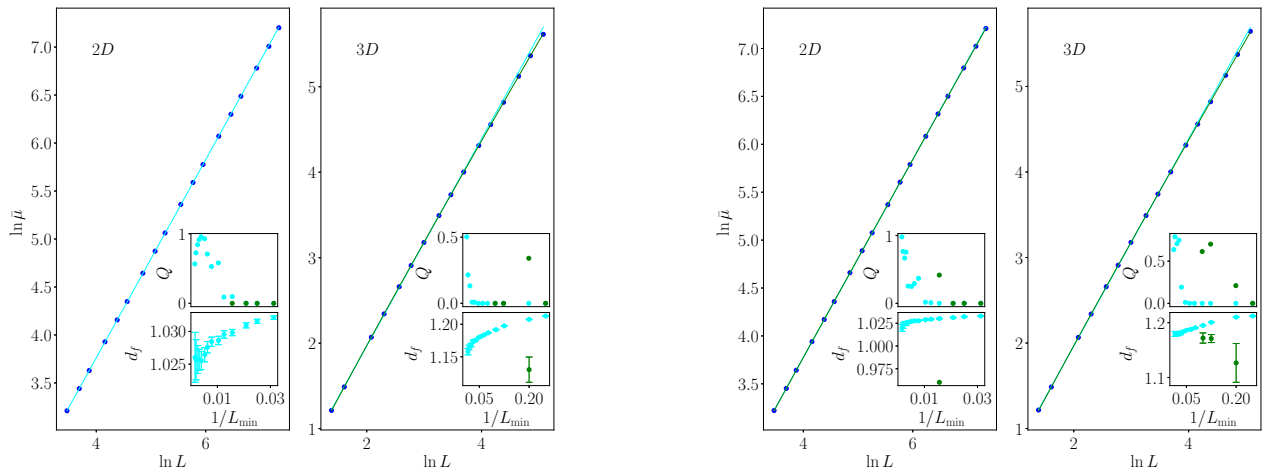 2D
ln μ̄
7.0
6.5
6.0
5.5
5.0
4.5
4.0
3.5
Q
1
0
d_f
1.030
1.025
0.01 0.03
1/L_min
4 6
ln L
3D
5
4
3
2
1
Q
0.5
0.0
d_f
1.20
1.15
0.05 0.20
1/L_min
2 4
ln L
2D
ln μ̄
7.0
6.5
6.0
5.5
5.0
4.5
4.0
3.5
Q
1
0
d_f
1.025
1.000
0.975
0.01 0.03
1/L_min
4 6
ln L
3D
5
4
3
2
1
Q
0.5
0.0
d_f
1.2
1.1
0.05 0.20
1/L_min
2 4
ln L